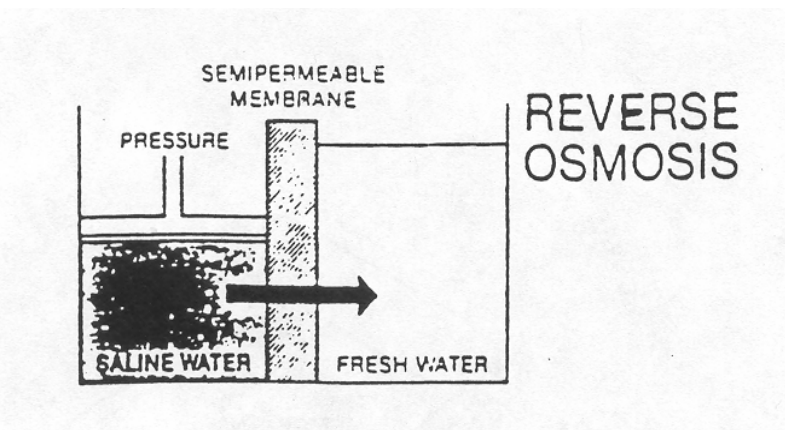 SEMIPERMEABLE
MEMBRANE
PRESSURE
REVERSE
OSMOSIS
SALINE WATER
FRESH WATER